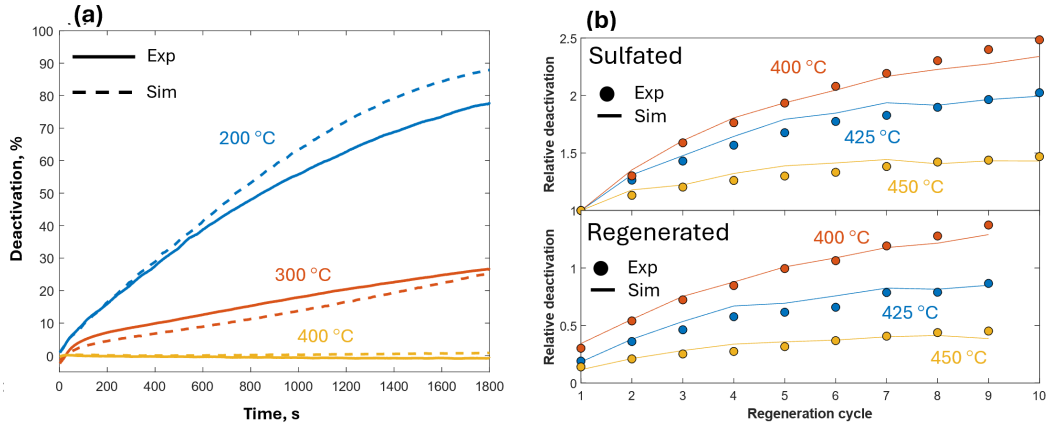 (a)
100
90
80
70
60
50
40
30
20
10
0
Deactivation, %
Exp
Sim
200 °C
300 °C
400 °C
0
200
400
600
800
1000
1200
1400
1600
1800
Time, s
(b)
2.5
2
1.5
1
Relative deactivation
Sulfated
Exp
Sim
400 °C
425 °C
450 °C
1
0.5
0
Relative deactivation
Regenerated
Exp
Sim
400 °C
425 °C
450 °C
1
2
3
4
5
6
7
8
9
10
Regeneration cycle